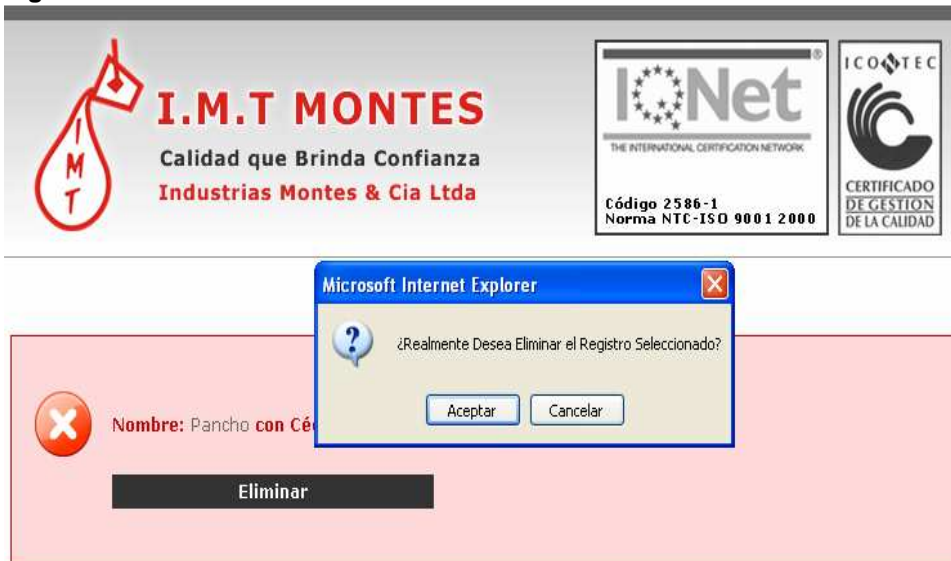 I.M.T MONTES
Calidad que Brinda Confianza
Industrias Montes & Cia Ltda
I
M
T
IQNet
®
THE INTERNATIONAL CERTIFICATION NETWORK
Código 2586-1
Norma NTC-ISO 9001 2000
ICONTEC
CERTIFICADO
DE GESTION
DE LA CALIDAD
Microsoft Internet Explorer
¿Realmente Desea Eliminar el Registro Seleccionado?
Aceptar Cancelar
Nombre: Pancho con Cé
Eliminar